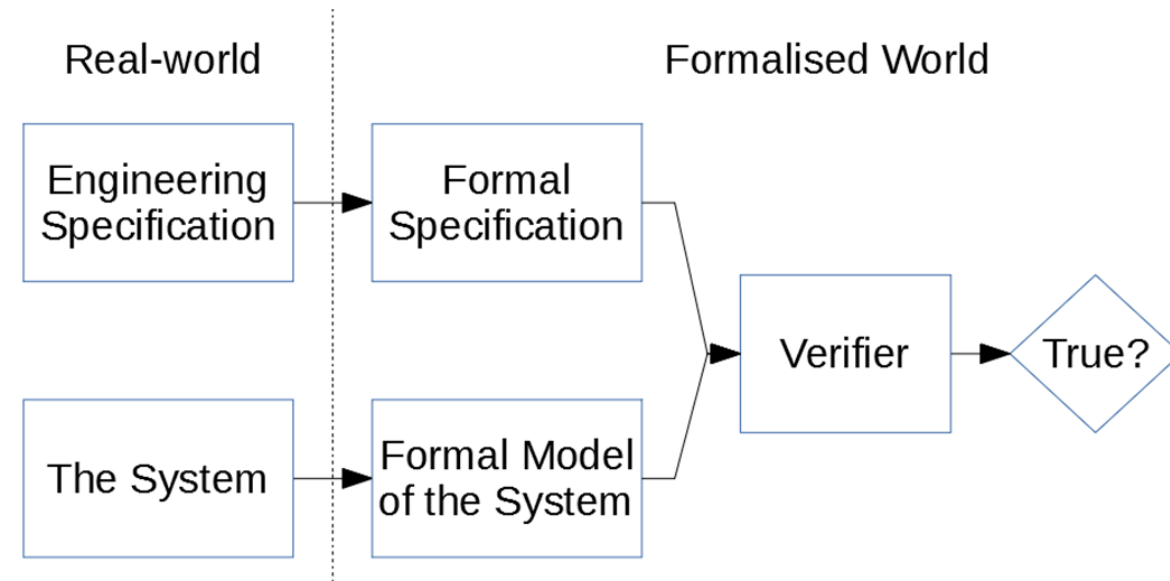 Real-world
Formalised World
Engineering
Specification
Formal
Specification
Verifier
True?
The System
Formal Model
of the System